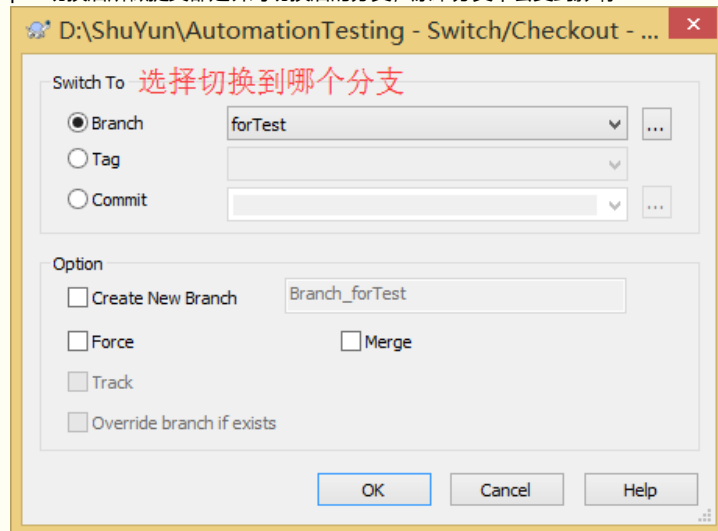 D:\ShuYun\AutomationTesting - Switch/Checkout - ...
Switch To 选择切换到哪个分支
Branch forTest ...
Tag
Commit ...
Option
Create New Branch Branch_forTest
Force Merge
Track
Override branch if exists
OK Cancel Help